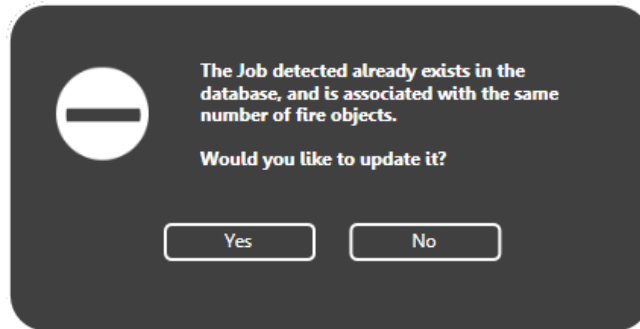 The Job detected already exists in the
database, and is associated with the same
number of fire objects.
Would you like to update it?
Yes
No